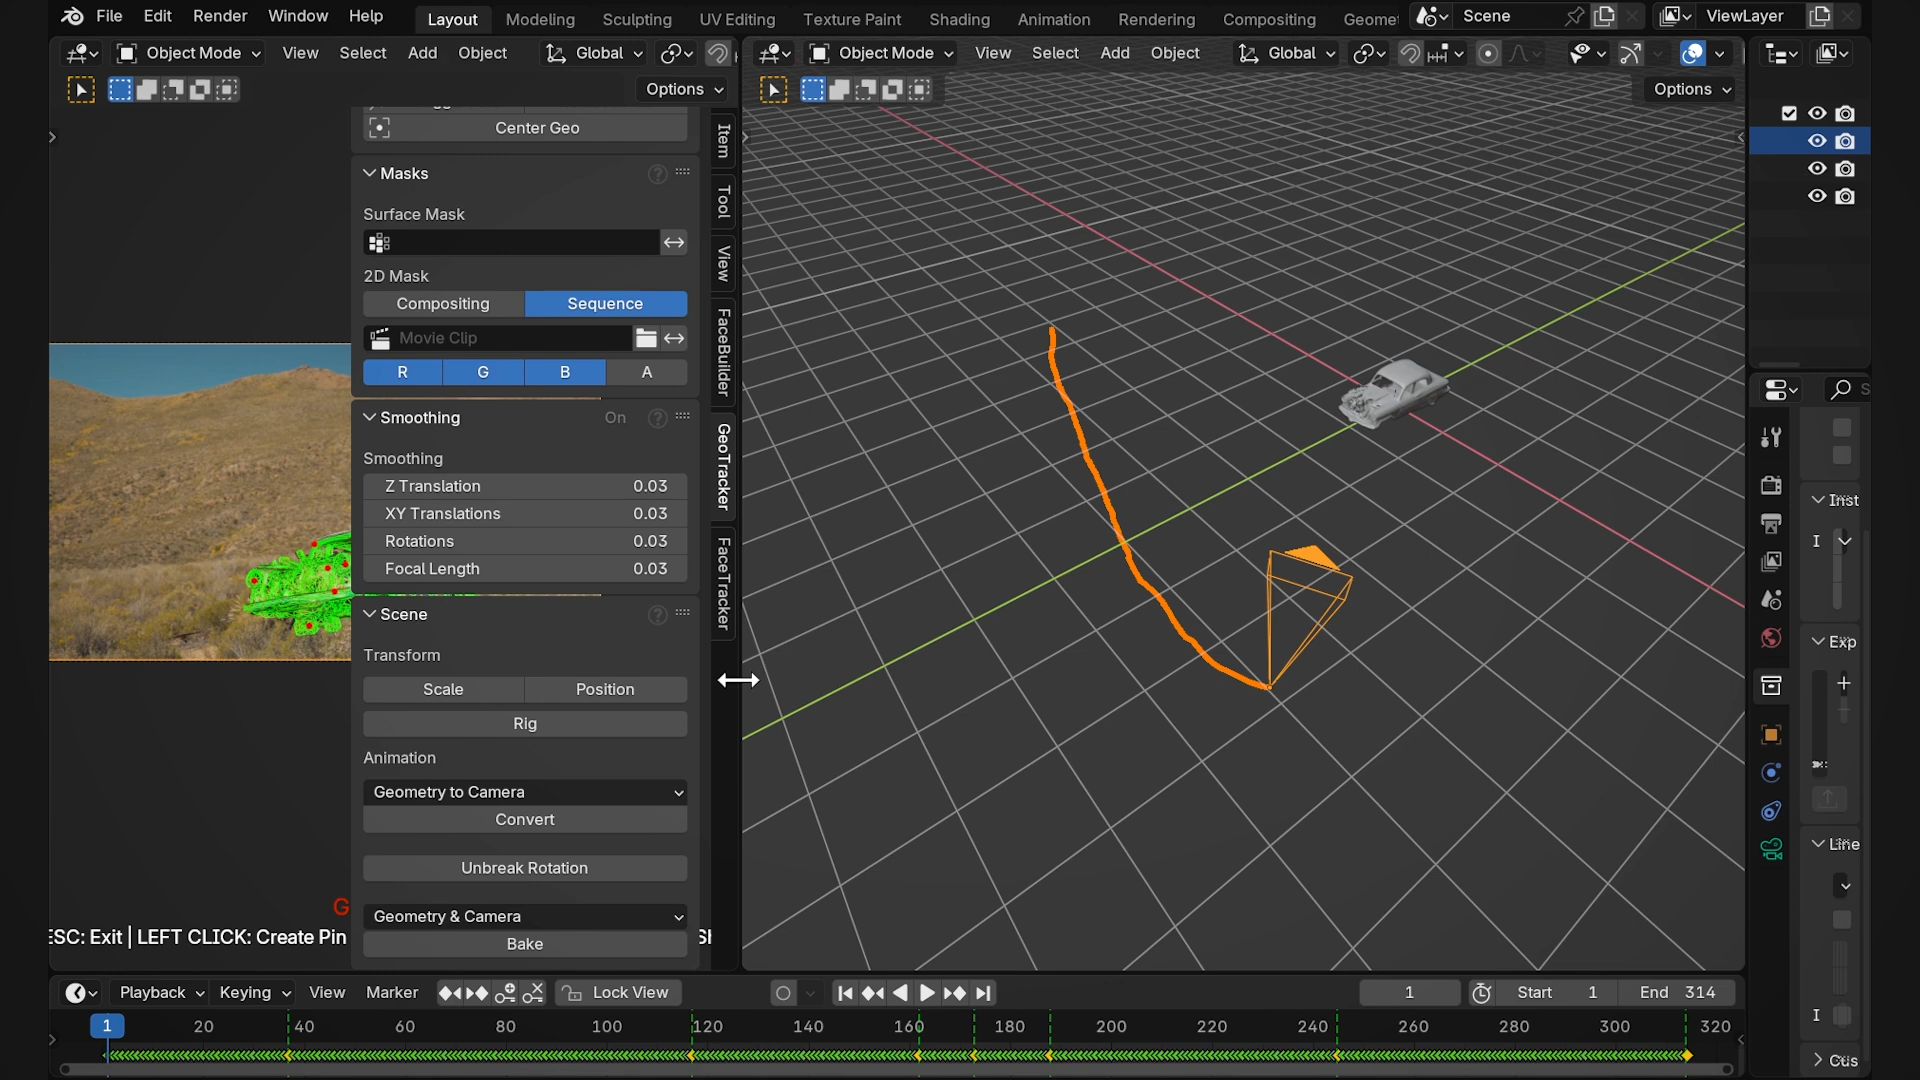 File Edit Render Window Help Layout Modeling Sculpting UV Editing Texture Paint Shading Animation Rendering Compositing Geome Scene ViewLayer
Object Mode View Select Add Object Global
Object Mode View Select Add Object Global
Options
Options
Center Geo
Masks
Surface Mask
2D Mask
Compositing Sequence
Movie Clip
R G B A
Smoothing On
Smoothing
Z Translation 0.03
XY Translations 0.03
Rotations 0.03
Focal Length 0.03
Scene
Transform
Scale Position
Rig
Animation
Geometry to Camera
Convert
Unbreak Rotation
Geometry & Camera
Bake
Item
Tool
View
FaceBuilder
GeoTracker
FaceTracker
G
ESC: Exit | LEFT CLICK: Create Pin
Inst
I
Exp
Line
I
Cus
Playback Keying View Marker Lock View 1 Start 1 End 314
1 20 40 60 80 100 120 140 160 180 200 220 240 260 280 300 320